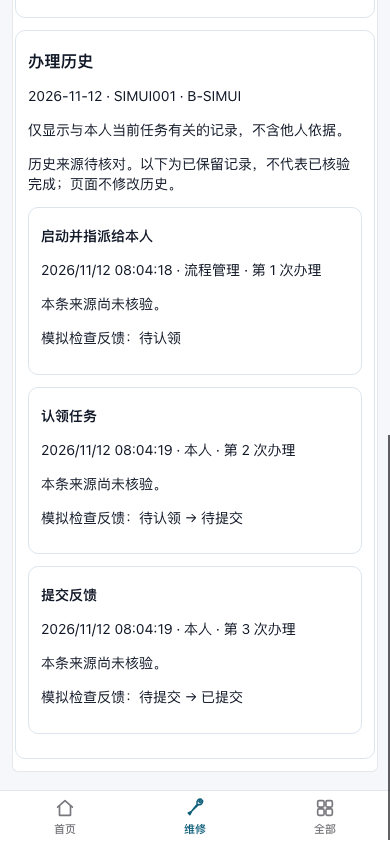 办理历史
2026-11-12 · SIMUI001 · B-SIMUI
仅显示与本人当前任务有关的记录，不含他人依据。
历史来源待核对。以下为已保留记录，不代表已核验
完成；页面不修改历史。
启动并指派给本人
2026/11/12 08:04:18 · 流程管理 · 第 1 次办理
本条来源尚未核验。
模拟检查反馈：待认领
认领任务
2026/11/12 08:04:19 · 本人 · 第 2 次办理
本条来源尚未核验。
模拟检查反馈：待认领 → 待提交
提交反馈
2026/11/12 08:04:19 · 本人 · 第 3 次办理
本条来源尚未核验。
模拟检查反馈：待提交 → 已提交
首页
维修
全部